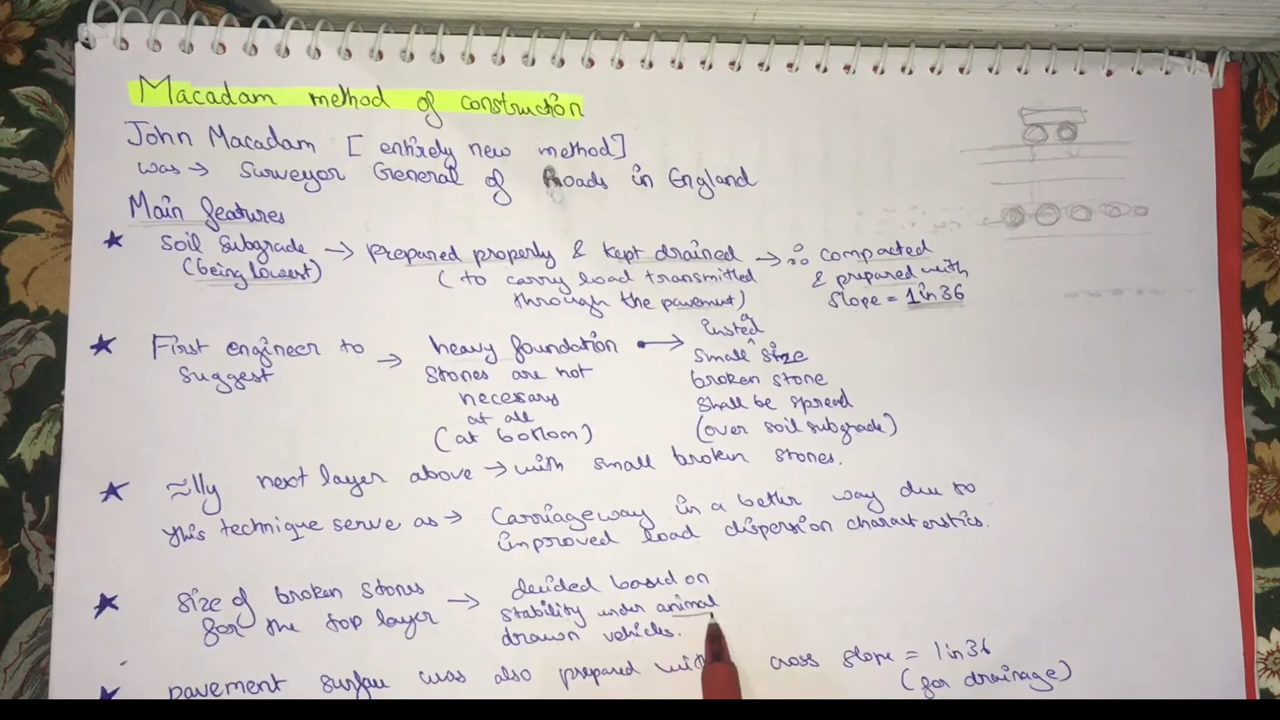 Macadam method of construction
John Macadam [entirely new method]
was → Surveyor General of Roads in England
Main features
★ soil subgrade → prepared properly & kept drained → ∴ compacted
(being lowest) (to carry load transmitted & prepared with
through the pavement) slope = 1 in 36
★ First engineer to → heavy foundation → Insted
suggest stones are not small size
necessary broken stone
at all shall be spread
(at bottom) (over soil subgrade)
★ ≈lly next layer above → with small broken stones.
this technique serve as → Carriageway in a better way due to
improved load dispersion characterstics.
★ size of broken stones → decided based on
for the top layer stability under animal
drawn vehicles.
★ pavement surface was also prepared with cross slope = 1 in 36
(for drainage)